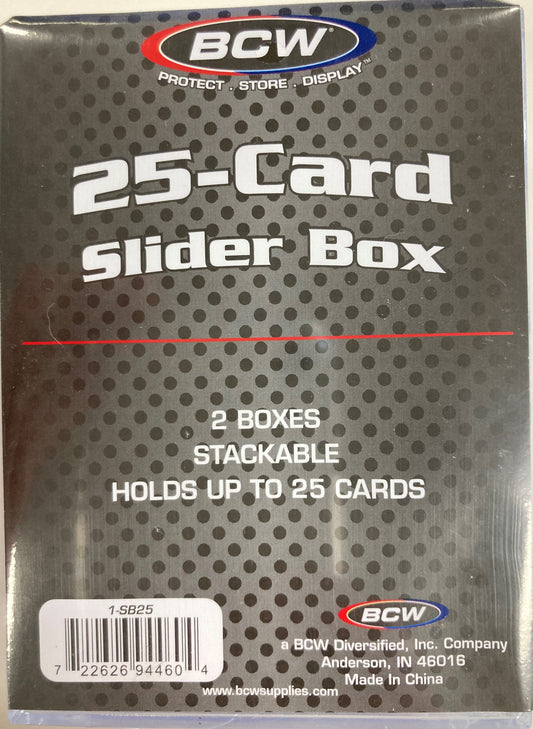 BCW®
PROTECT . STORE . DISPLAY™
25-Card
Slider Box
2 BOXES
STACKABLE
HOLDS UP TO 25 CARDS
1-SB25
7 22626 94460 4
BCW
a BCW Diversified, Inc. Company
Anderson, IN 46016
Made In China
www.bcwsupplies.com